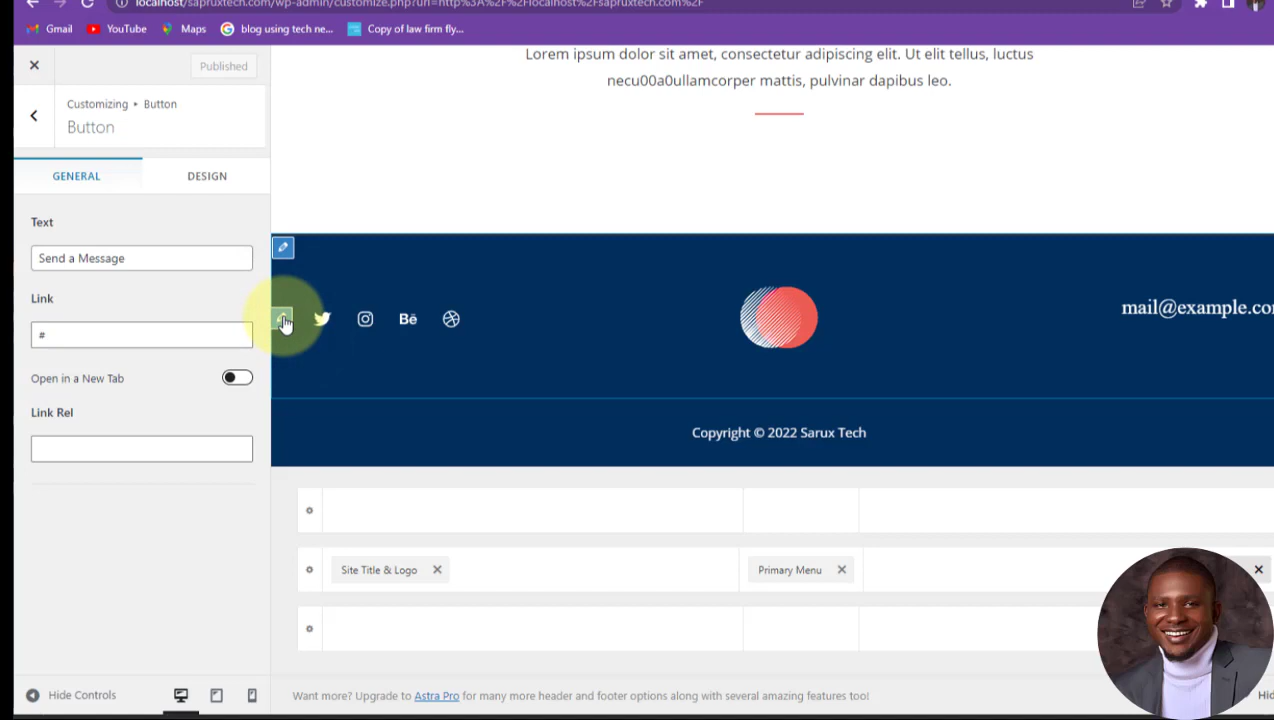 localhost/sapruxtech.com/wp-admin/customize.php?url=http%3A%2F%2Flocalhost%2Fsapruxtech.com%2F
Gmail YouTube Maps blog using tech ne... Copy of law firm fly...
Published
Customizing ▸ Button
Button
GENERAL DESIGN
Text
Send a Message
Link
#
Open in a New Tab
Link Rel
Hide Controls
Lorem ipsum dolor sit amet, consectetur adipiscing elit. Ut elit tellus, luctus
necu00a0ullamcorper mattis, pulvinar dapibus leo.
mail@example.co
Copyright © 2022 Sarux Tech
Site Title & Logo
Primary Menu
Want more? Upgrade to Astra Pro for many more header and footer options along with several amazing features too!